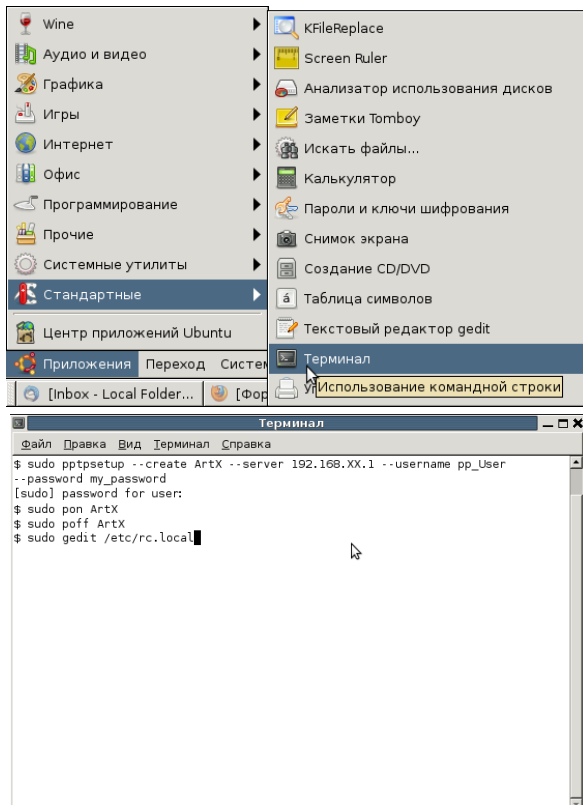 Wine
Аудио и видео
Графика
Игры
Интернет
Офис
Программирование
Прочие
Системные утилиты
Стандартные
Центр приложений Ubuntu
Приложения Переход Систем
[Inbox - Local Folder... [Фор
KFileReplace
Screen Ruler
Анализатор использования дисков
Заметки Tomboy
Искать файлы...
Калькулятор
Пароли и ключи шифрования
Снимок экрана
Создание CD/DVD
á Таблица символов
Текстовый редактор gedit
Терминал
Использование командной строки
Терминал
Файл Правка Вид Терминал Справка
$ sudo pptpsetup --create ArtX --server 192.168.XX.1 --username pp_User
--password my_password
[sudo] password for user:
$ sudo pon ArtX
$ sudo poff ArtX
$ sudo gedit /etc/rc.local